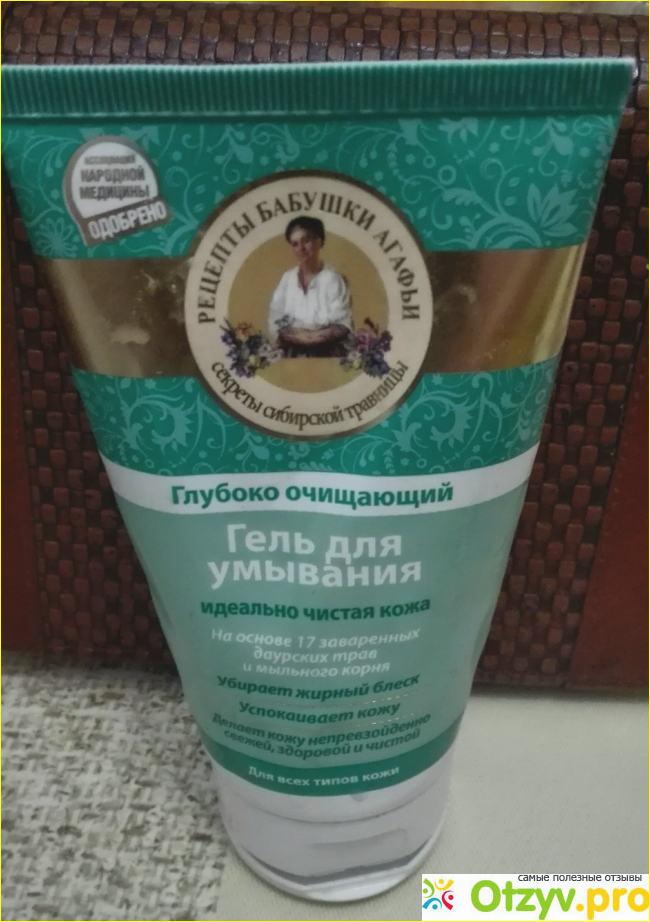 АССОЦИАЦИЯ
НАРОДНОЙ
МЕДИЦИНЫ
ОДОБРЕНО
РЕЦЕПТЫ БАБУШКИ АГАФЬИ
секреты сибирской травницы
Глубоко очищающий
Гель для
умывания
идеально чистая кожа
На основе 17 заваренных
даурских трав
и мыльного корня
Убирает жирный блеск
Успокаивает кожу
Делает кожу непревзойденно
свежей, здоровой и чистой
Для всех типов кожи
самые полезные отзывы
Otzyv.pro